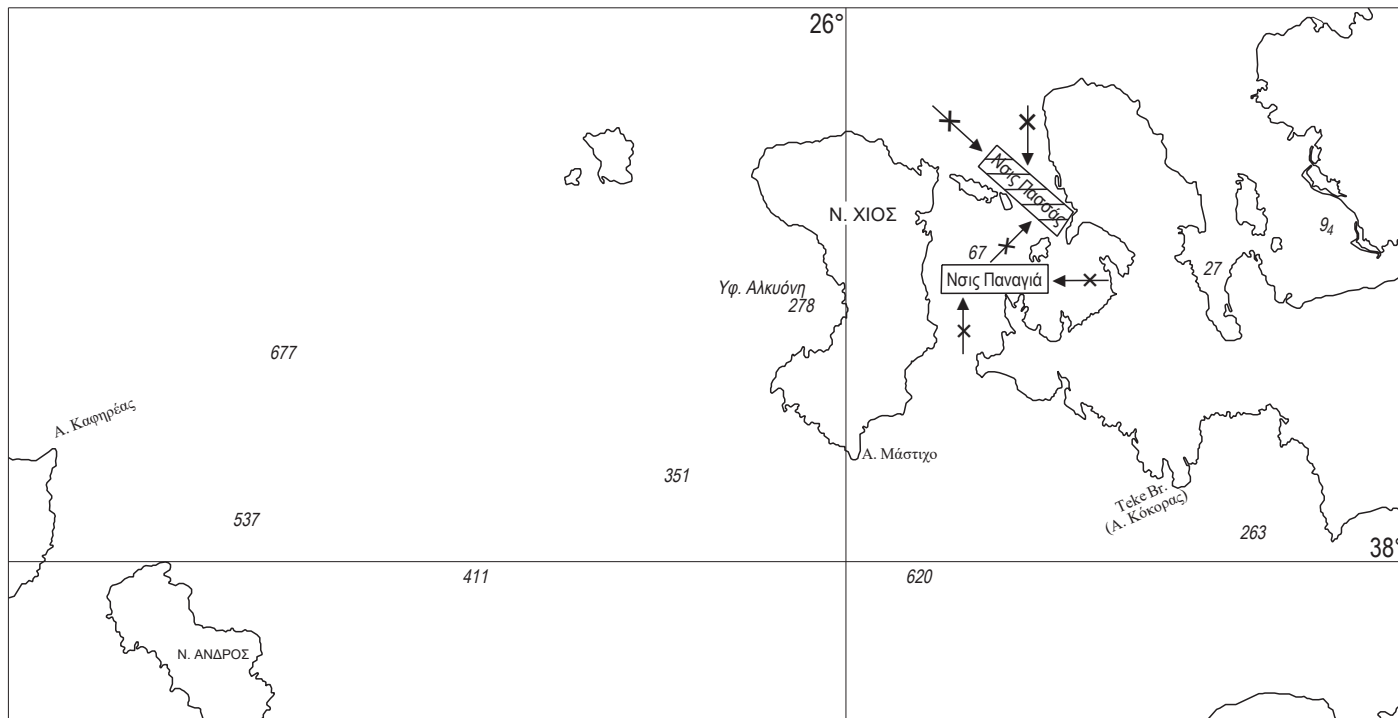 26°
Νσις Πασσάς
Ν. ΧΙΟΣ
9₄
67
27
Νσις Παναγιά
Υφ. Αλκυόνη
278
677
Α. Καφηρέας
Α. Μάστιχο
351
Teke Br.
(Α. Κόκορας)
537
263
38°
411
620
Ν. ΑΝΔΡΟΣ